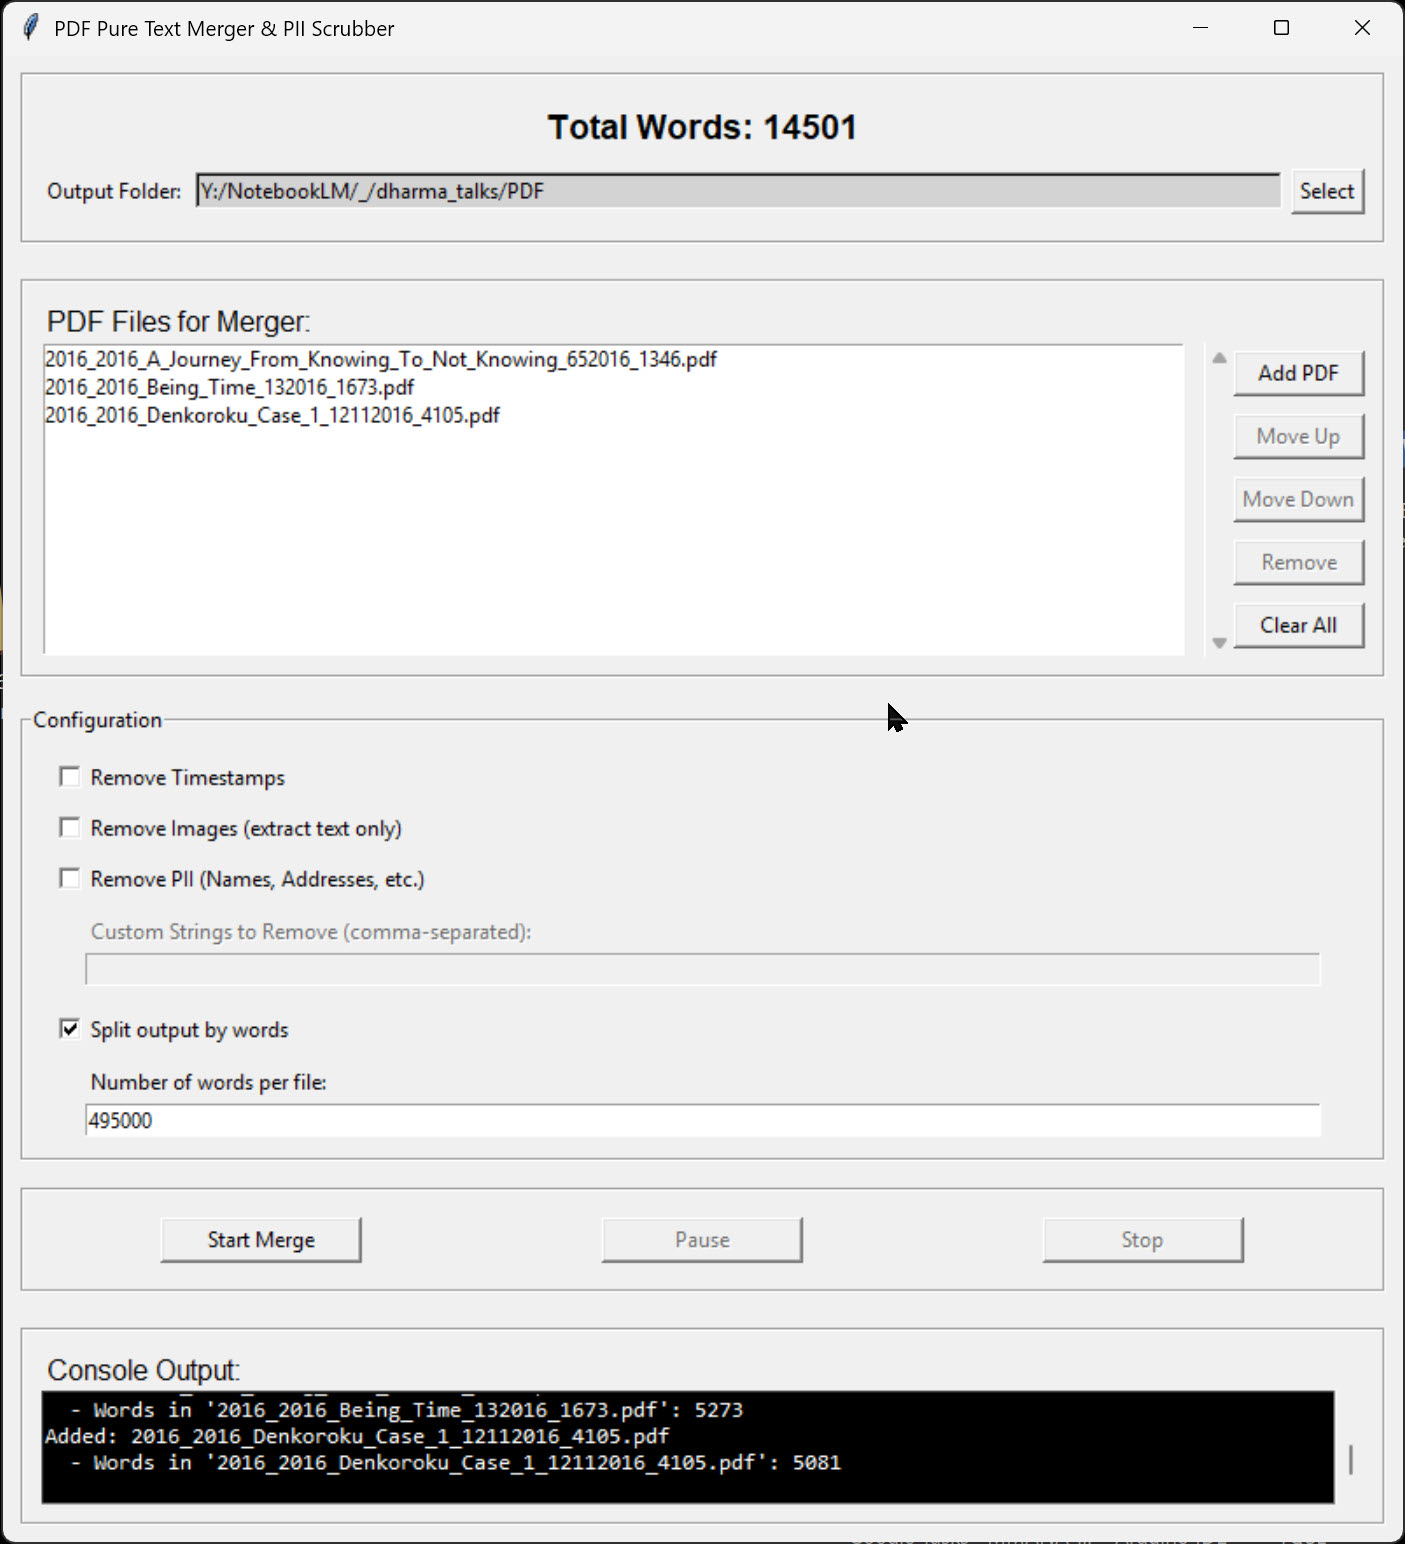 PDF Pure Text Merger & PII Scrubber
Total Words: 14501
Output Folder: Y:/NotebookLM/_/dharma_talks/PDF Select
PDF Files for Merger:
2016_2016_A_Journey_From_Knowing_To_Not_Knowing_652016_1346.pdf
2016_2016_Being_Time_132016_1673.pdf
2016_2016_Denkoroku_Case_1_12112016_4105.pdf
Add PDF
Move Up
Move Down
Remove
Clear All
Configuration
Remove Timestamps
Remove Images (extract text only)
Remove PII (Names, Addresses, etc.)
Custom Strings to Remove (comma-separated):
Split output by words
Number of words per file:
495000
Start Merge Pause Stop
Console Output:
- Words in '2016_2016_Being_Time_132016_1673.pdf': 5273
Added: 2016_2016_Denkoroku_Case_1_12112016_4105.pdf
- Words in '2016_2016_Denkoroku_Case_1_12112016_4105.pdf': 5081